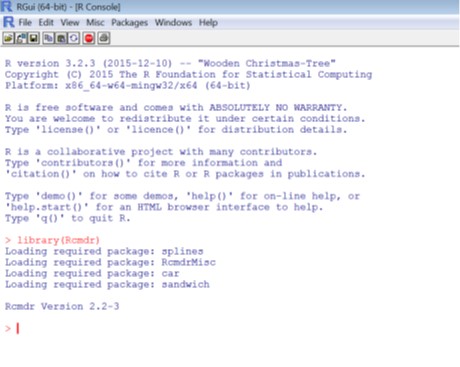 RGui (64-bit) - [R Console]
File Edit View Misc Packages Windows Help
R version 3.2.3 (2015-12-10) -- "Wooden Christmas-Tree"
Copyright (C) 2015 The R Foundation for Statistical Computing
Platform: x86_64-w64-mingw32/x64 (64-bit)
R is free software and comes with ABSOLUTELY NO WARRANTY.
You are welcome to redistribute it under certain conditions.
Type 'license()' or 'licence()' for distribution details.
R is a collaborative project with many contributors.
Type 'contributors()' for more information and
'citation()' on how to cite R or R packages in publications.
Type 'demo()' for some demos, 'help()' for on-line help, or
'help.start()' for an HTML browser interface to help.
Type 'q()' to quit R.
> library(Rcmdr)
Loading required package: splines
Loading required package: RcmdrMisc
Loading required package: car
Loading required package: sandwich
Rcmdr Version 2.2-3
>